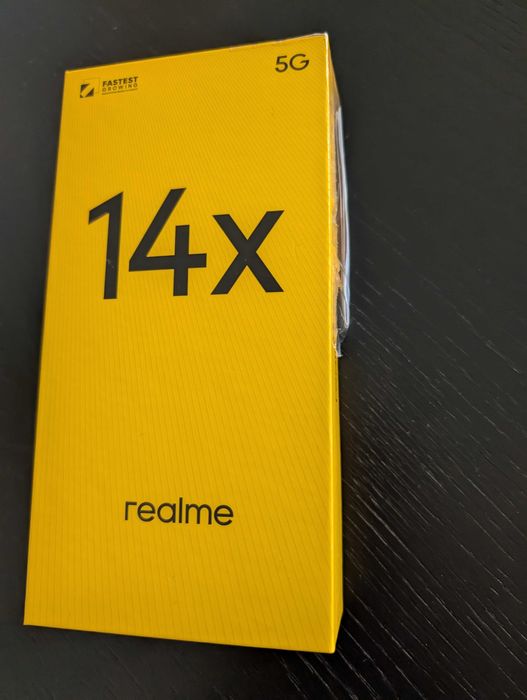 FASTEST
GROWING
5G
14x
realme